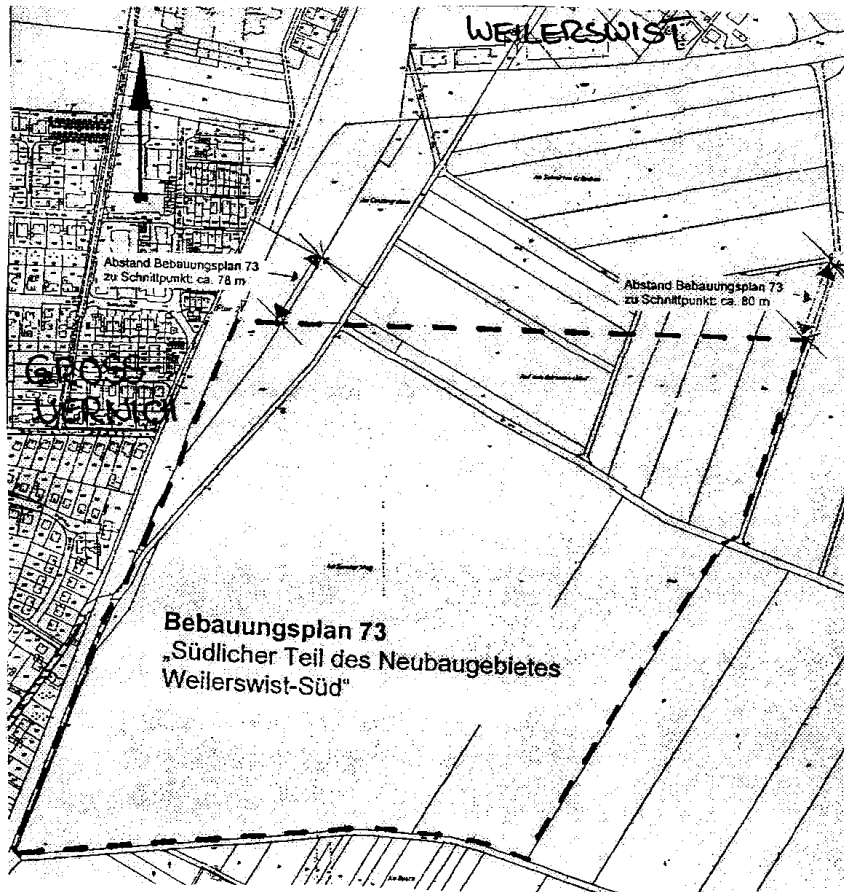 WEILERSWIST
Abstand Bebauungsplan 73
zu Schnittpunkt: ca. 78 m
Abstand Bebauungsplan 73
zu Schnittpunkt: ca. 80 m
GROSS
VERNICH
Bebauungsplan 73
„Südlicher Teil des Neubaugebietes
Weilerswist-Süd"